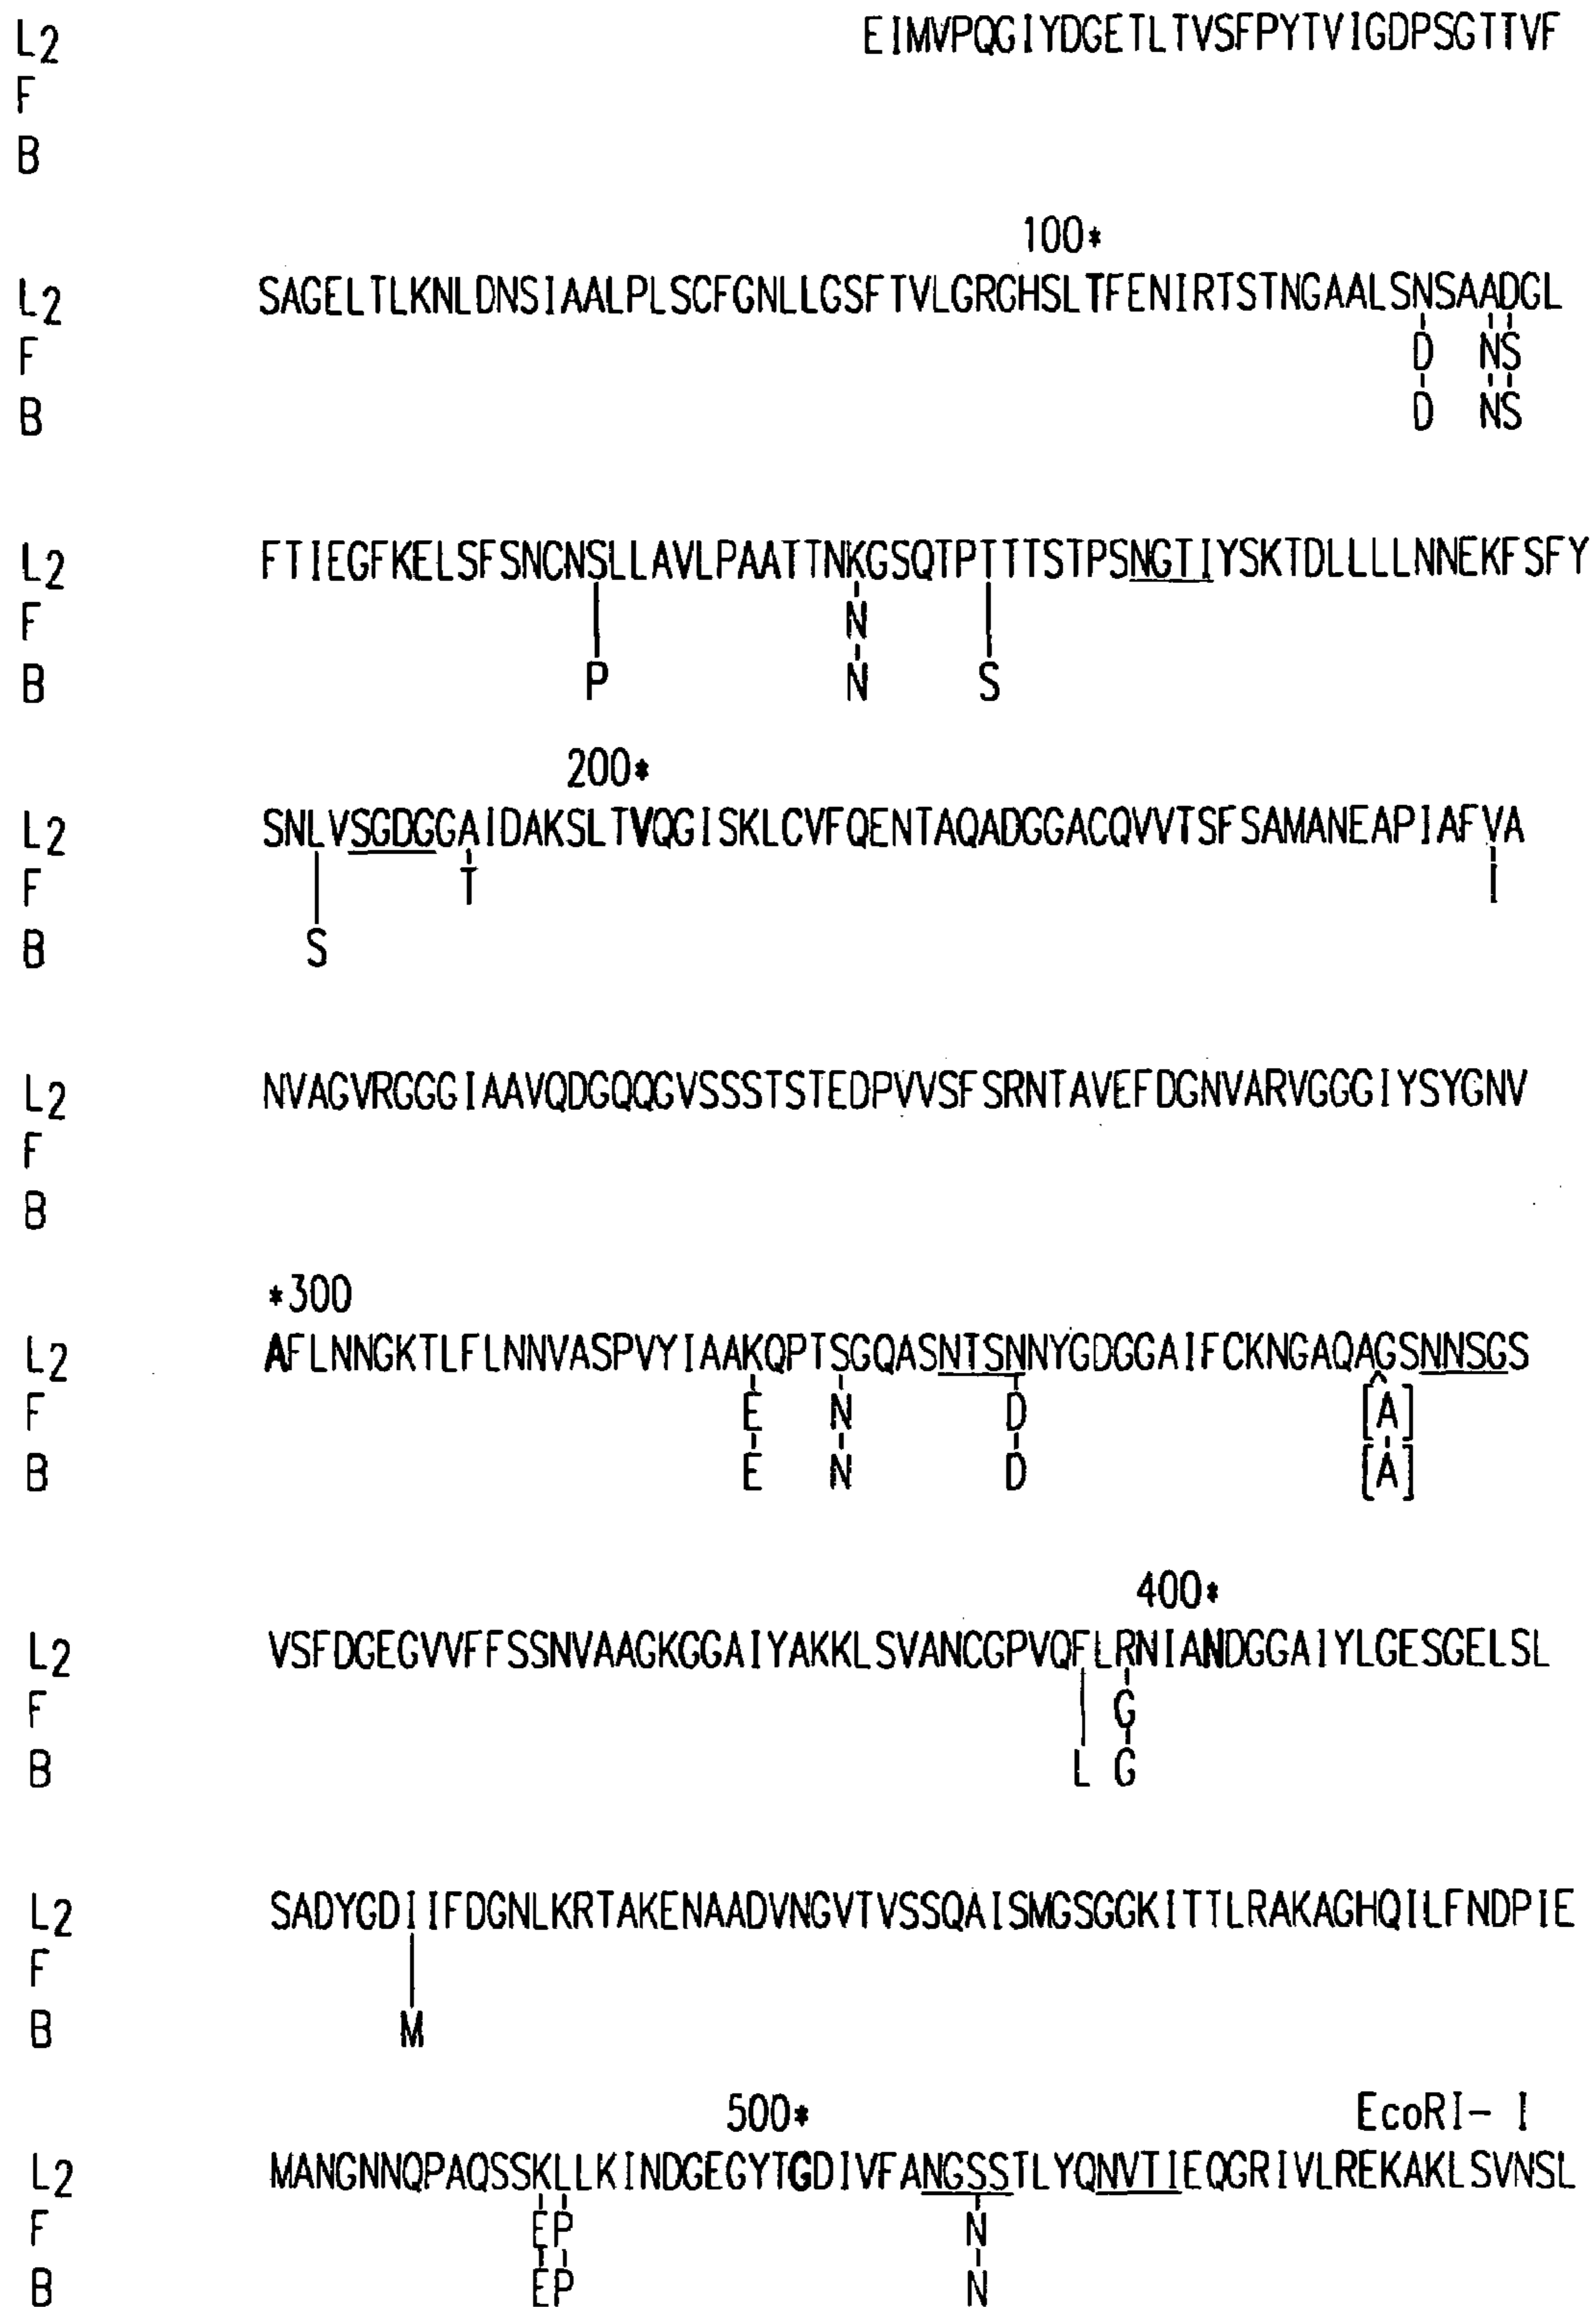 L2 EIMVPQGIYDGETLTVSFPYTVIGDPSGTTVF
F
B
100*
L2 SAGELTLKNLDNSIAALPLSCFGNLLGSFTVLGRGHSLTFENIRTSTNGAALSNSAADGL
F D NS
B D NS
L2 FTIEGFKELSFSNCNSLLAVLPAATTNKGSQTPTTTSTPSNGTIYSKTDLLLLNNEKFSFY
F N
B P N S
200*
L2 SNLVSGDGGAIDAKSLTVQGISKLCVFQENTAQADGGACQVVTSFSAMANEAPIAFVA
F T I
B S
L2 NVAGVRGGGIAAVQDGQQGVSSSTSTEDPVVSFSRNTAVEFDGNVARVGGGIYSYGNV
F
B
*300
L2 AFLNNGKTLFLNNVASPVYIAAKQPTSGQASNTSNNYGDGGAIFCKNGAQAGSNNSGS
F E N D [A]
B E N D [A]
400*
L2 VSFDGEGVVFFSSNVAAGKGGAIYAKKLSVANCGPVQFLRNIANDGGAIYLGESGELSL
F G
B L G
L2 SADYGDIIFDGNLKRTAKENAADVNGVTVSSQAISMGSGGKITTLRAKAGHQILFNDPIE
F
B M
500* EcoRI- I
L2 MANGNNQPAQSSKLLKINDGEGYTGDIVFANGSSTLYQNVTIEQGRIVLREKAKLSVNSL
F EP N
B EP N